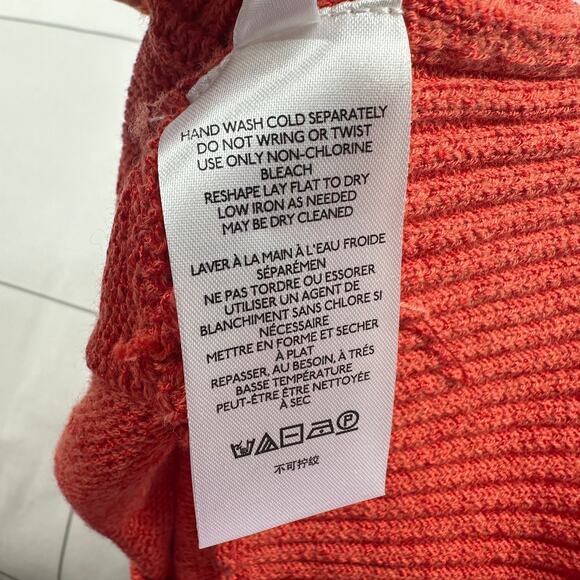 HAND WASH COLD SEPARATELY
DO NOT WRING OR TWIST
USE ONLY NON-CHLORINE
BLEACH
RESHAPE LAY FLAT TO DRY
LOW IRON AS NEEDED
MAY BE DRY CLEANED
LAVER À LA MAIN À L'EAU FROIDE
SÉPARÉMEN
NE PAS TORDRE OU ESSORER
UTILISER UN AGENT DE
BLANCHIMENT SANS CHLORE SI
NÉCESSAIRE
METTRE EN FORME ET SECHER
À PLAT
REPASSER, AU BESOIN, À TRÉS
BASSE TEMPÉRATURE
PEUT-ÊTRE ÊTRE NETTOYÉE
À SEC
P
不可拧绞